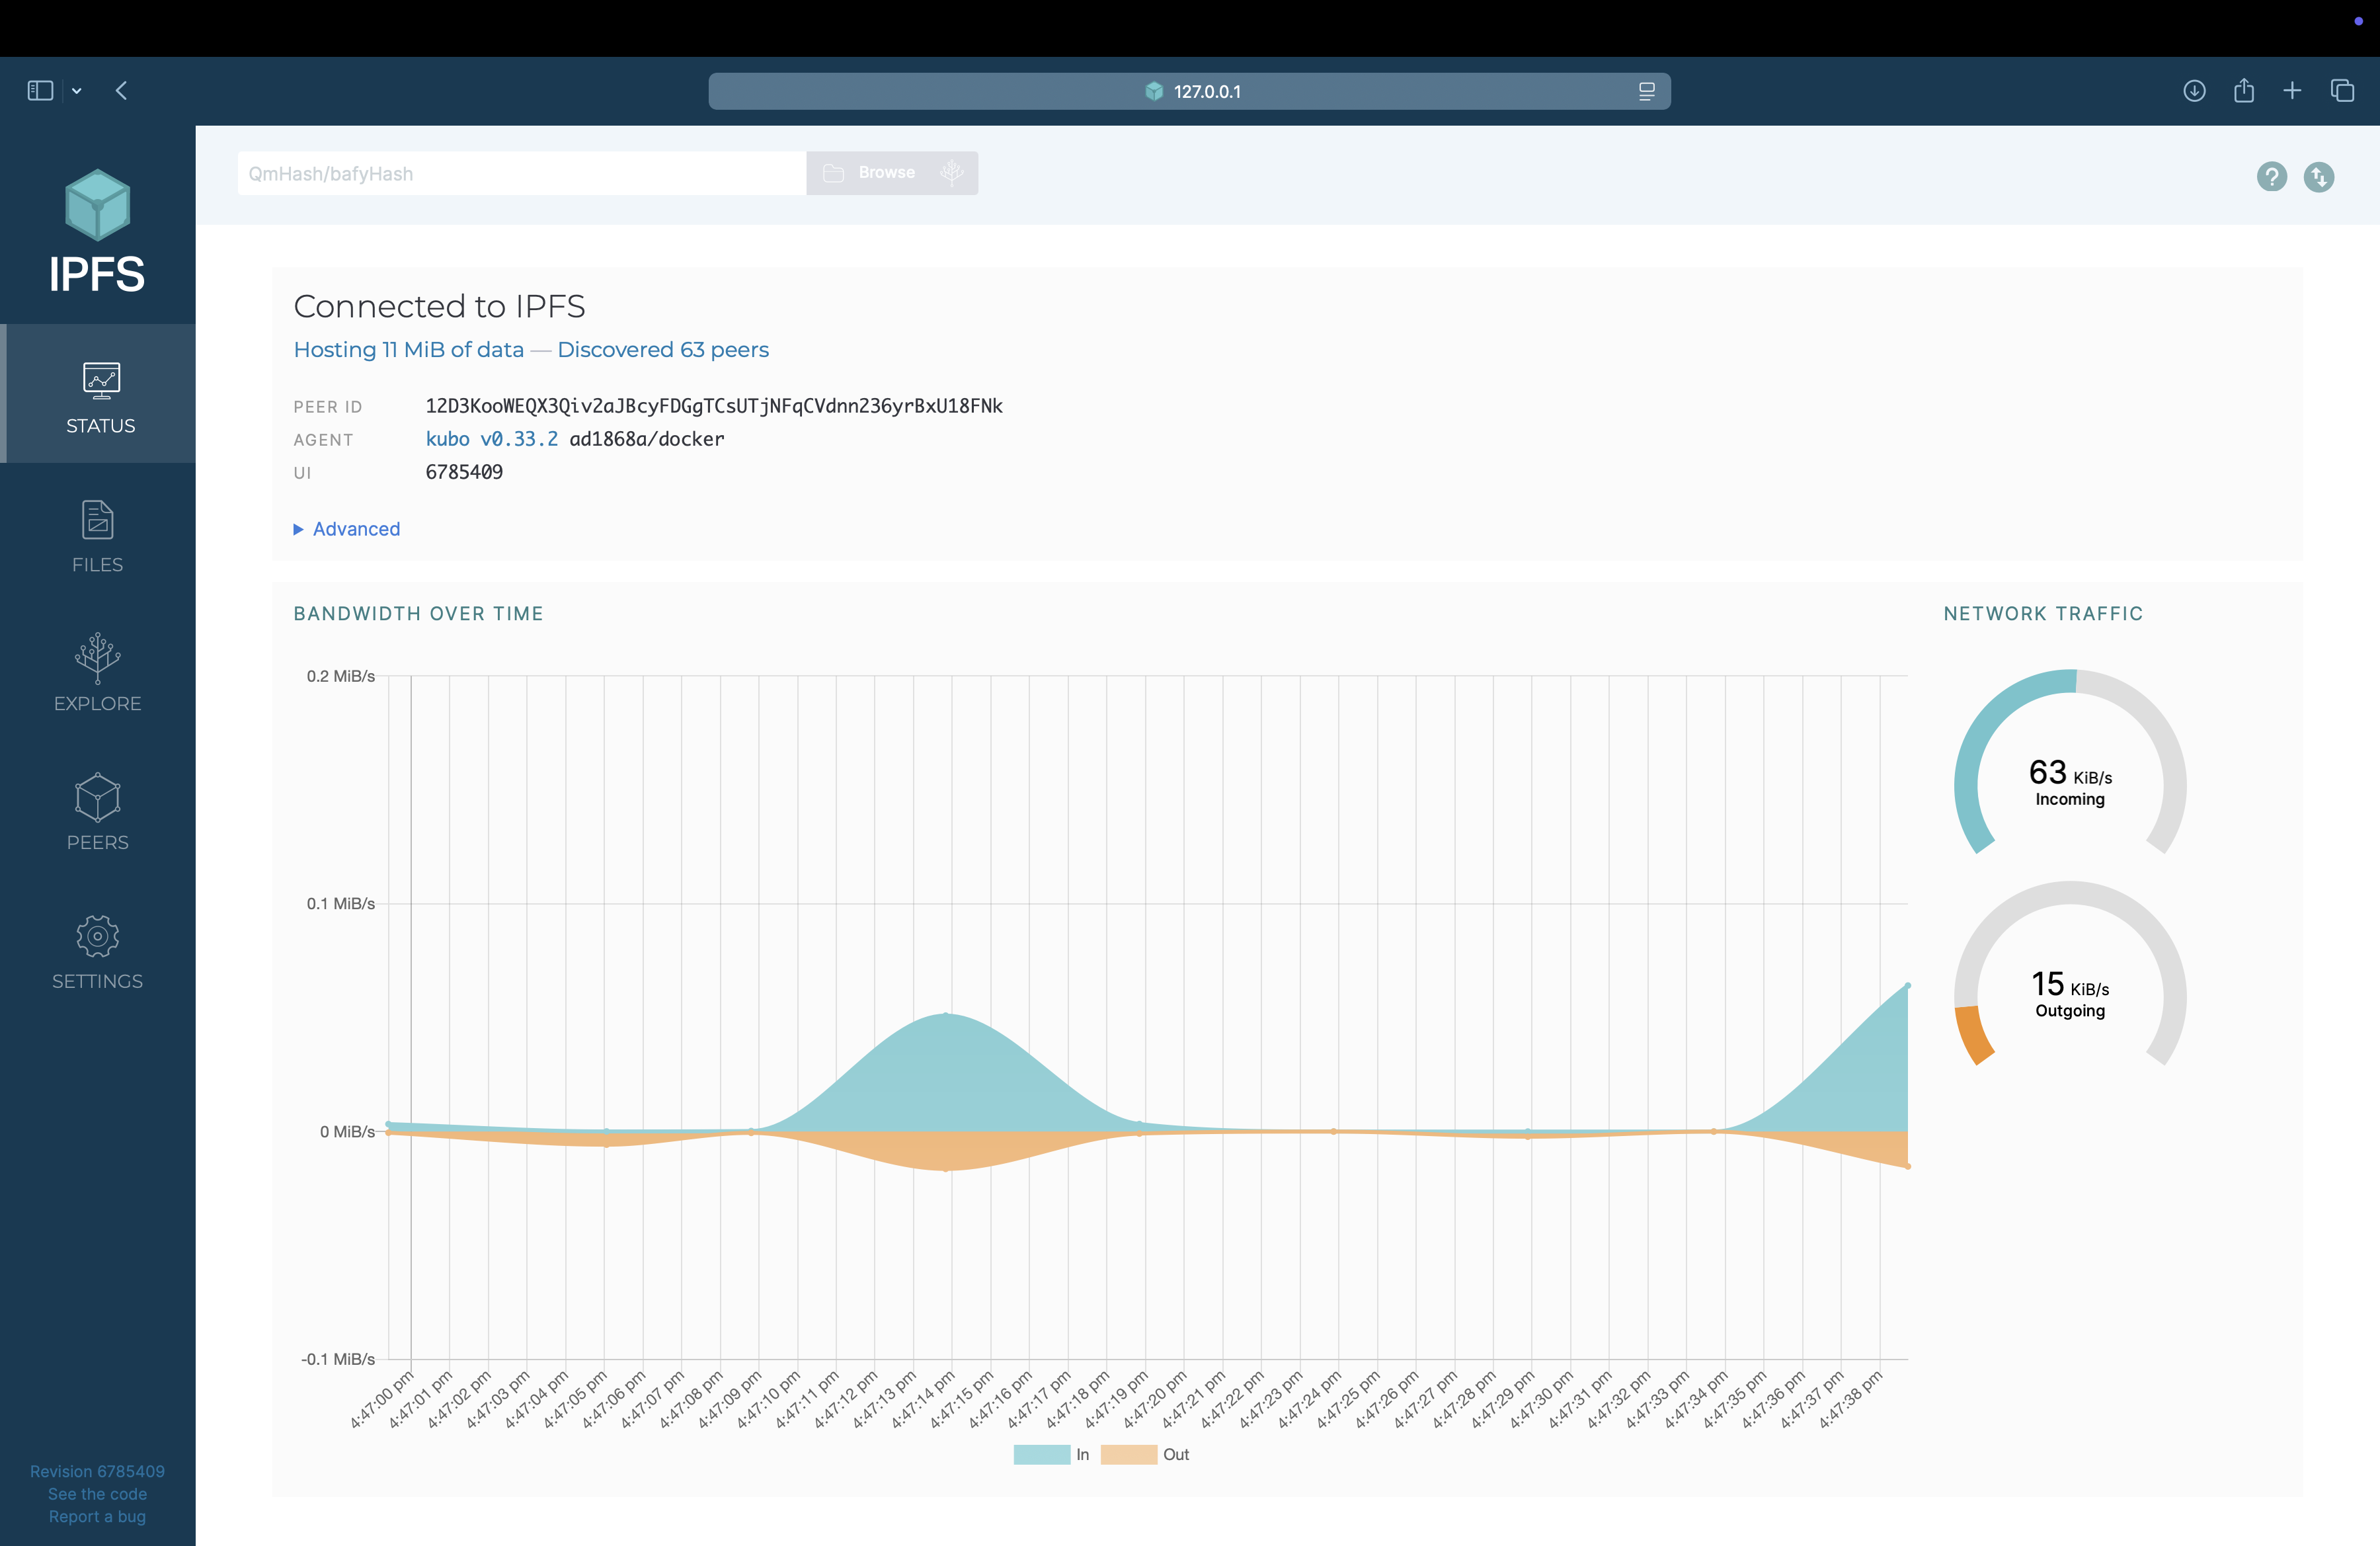 127.0.0.1
IPFS
STATUS
FILES
EXPLORE
PEERS
SETTINGS
Revision 6785409
See the code
Report a bug
QmHash/bafyHash
Browse
Connected to IPFS
Hosting 11 MiB of data — Discovered 63 peers
PEER ID 12D3KooWEQX3Qiv2aJBcyFDGgTCsUTjNFqCVdnn236yrBxU18FNk
AGENT kubo v0.33.2 ad1868a/docker
UI 6785409
Advanced
BANDWIDTH OVER TIME
0.2 MiB/s
0.1 MiB/s
0 MiB/s
-0.1 MiB/s
4:47:00 pm
4:47:01 pm
4:47:02 pm
4:47:03 pm
4:47:04 pm
4:47:05 pm
4:47:06 pm
4:47:07 pm
4:47:08 pm
4:47:09 pm
4:47:10 pm
4:47:11 pm
4:47:12 pm
4:47:13 pm
4:47:14 pm
4:47:15 pm
4:47:16 pm
4:47:17 pm
4:47:18 pm
4:47:19 pm
4:47:20 pm
4:47:21 pm
4:47:22 pm
4:47:23 pm
4:47:24 pm
4:47:25 pm
4:47:26 pm
4:47:27 pm
4:47:28 pm
4:47:29 pm
4:47:30 pm
4:47:31 pm
4:47:32 pm
4:47:33 pm
4:47:34 pm
4:47:35 pm
4:47:36 pm
4:47:37 pm
4:47:38 pm
In Out
NETWORK TRAFFIC
63 KiB/s
Incoming
15 KiB/s
Outgoing